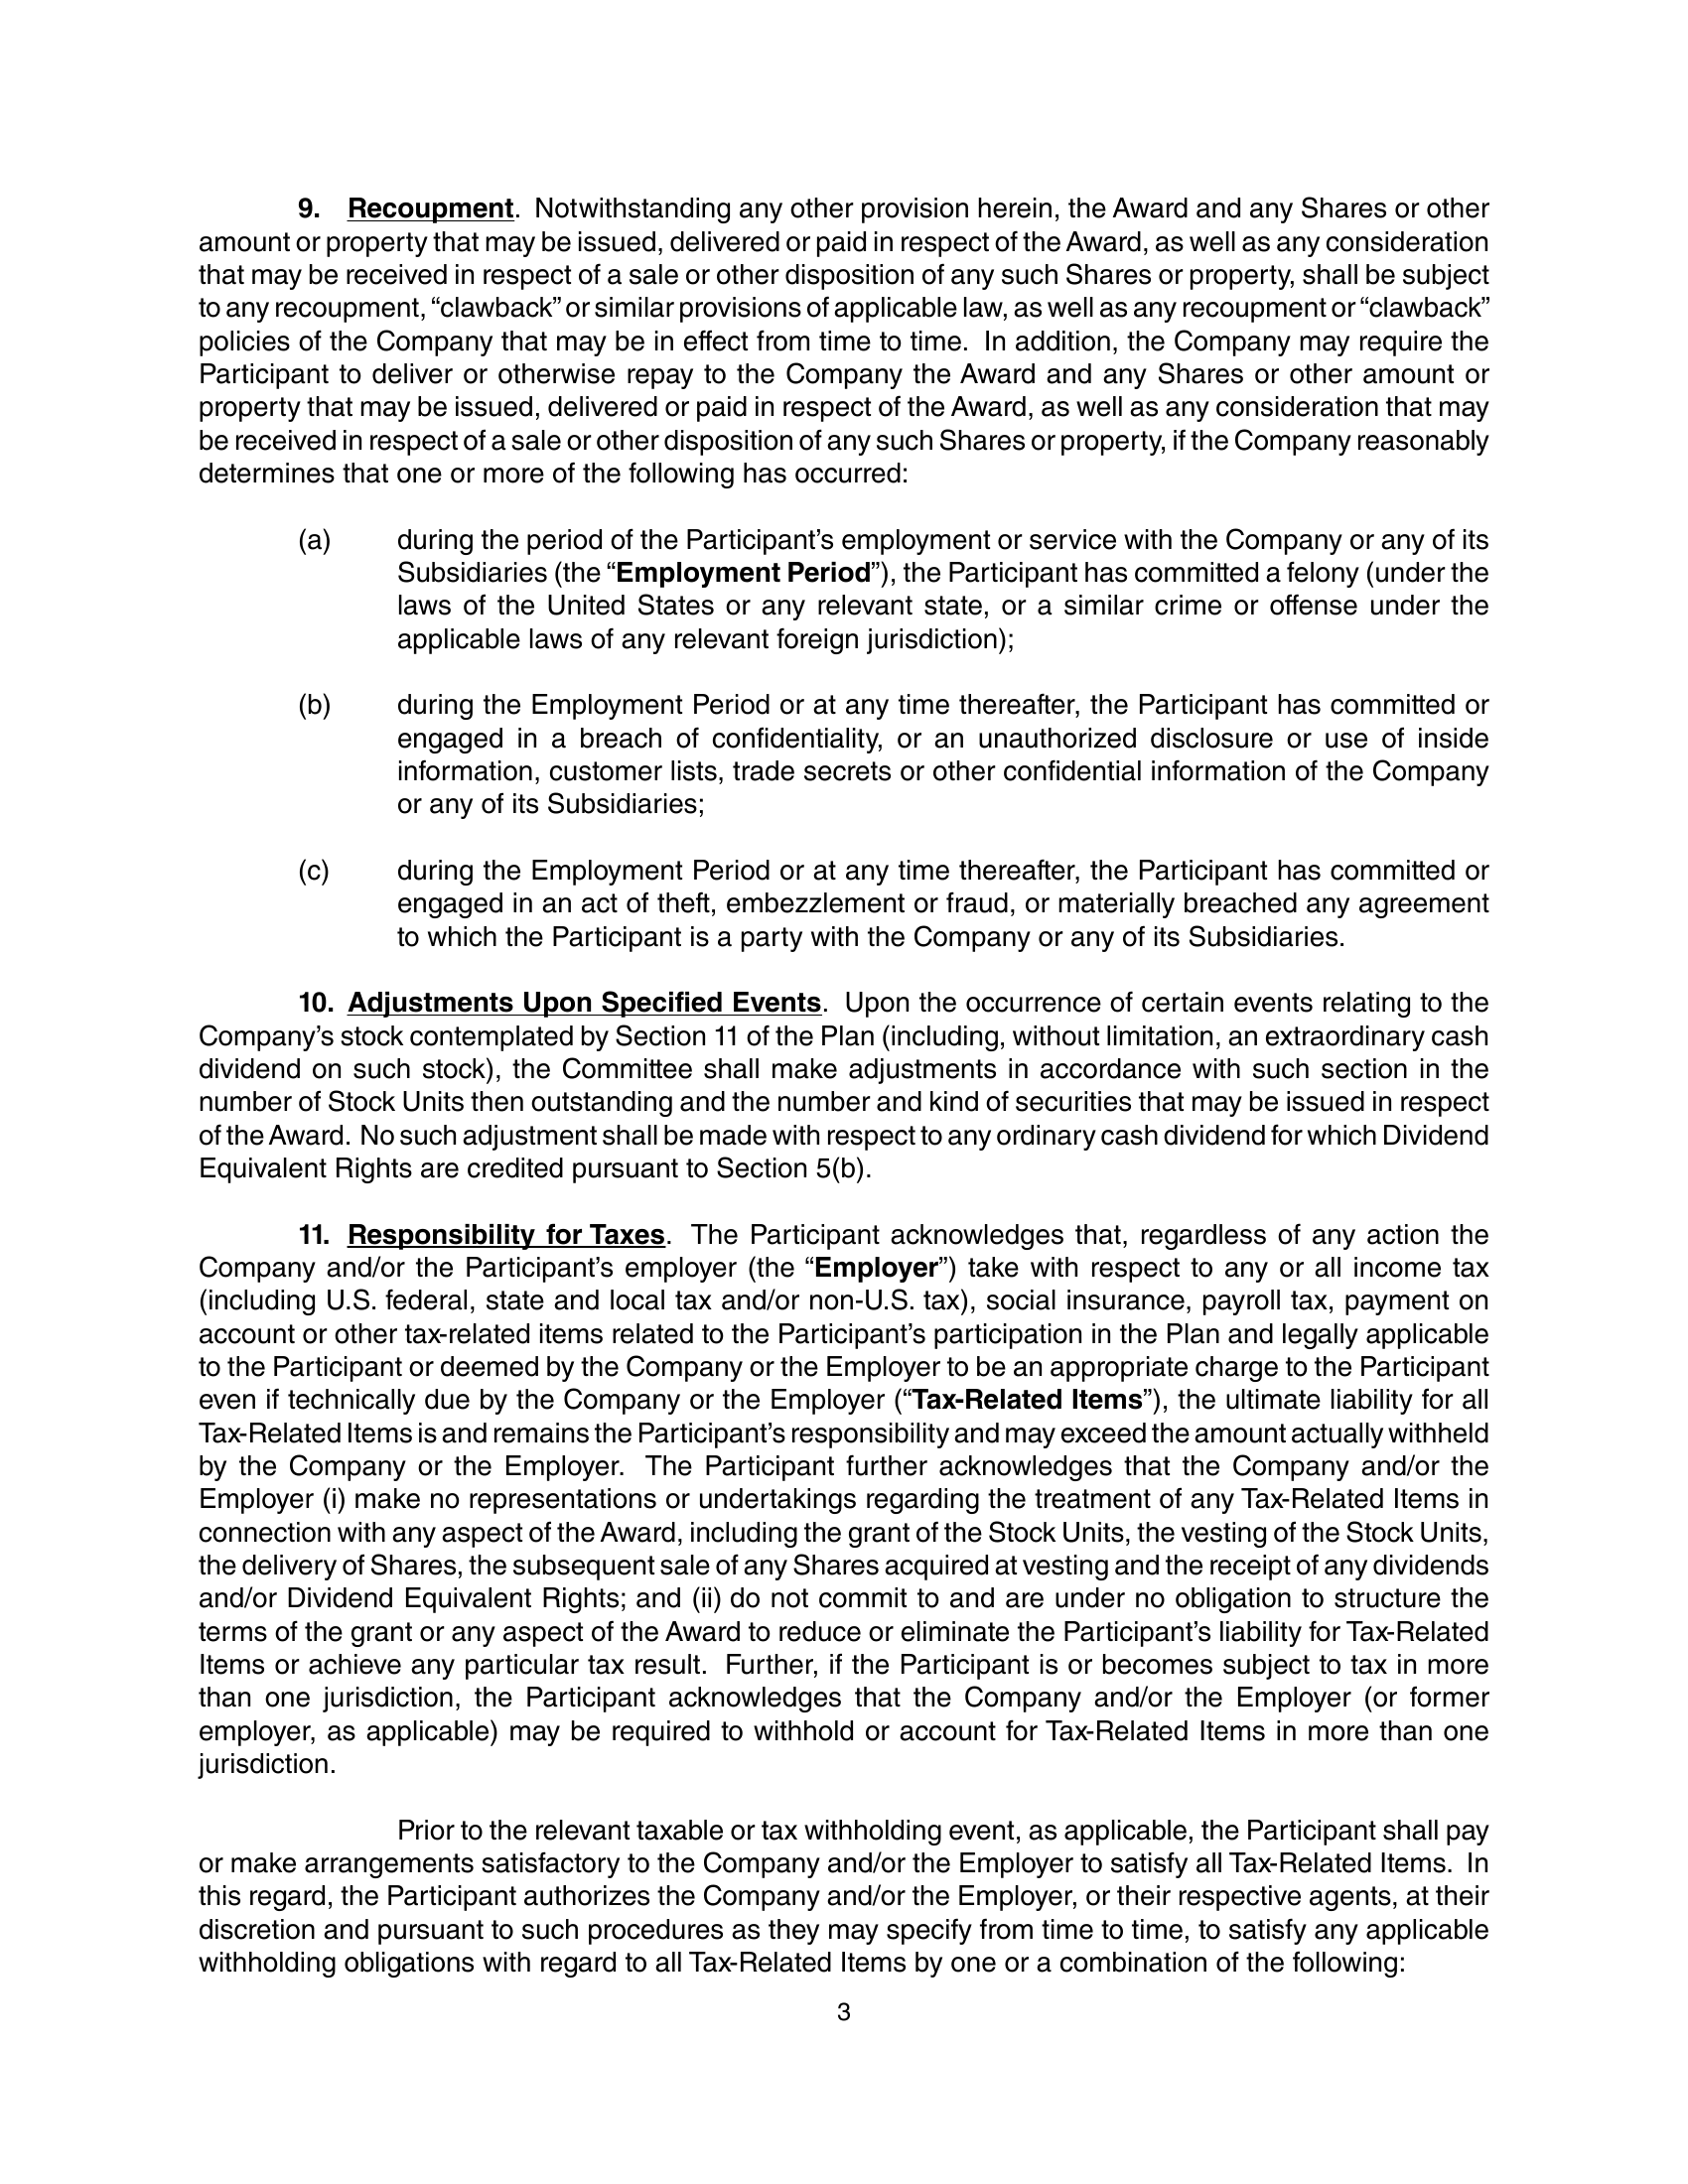 9. Recoupment. Notwithstanding any other provision herein, the Award and any Shares or other
amount or property that may be issued, delivered or paid in respect of the Award, as well as any consideration
that may be received in respect of a sale or other disposition of any such Shares or property, shall be subject
to any recoupment, “clawback” or similar provisions of applicable law, as well as any recoupment or “clawback”
policies of the Company that may be in effect from time to time. In addition, the Company may require the
Participant to deliver or otherwise repay to the Company the Award and any Shares or other amount or
property that may be issued, delivered or paid in respect of the Award, as well as any consideration that may
be received in respect of a sale or other disposition of any such Shares or property, if the Company reasonably
determines that one or more of the following has occurred:
(a) during the period of the Participant’s employment or service with the Company or any of its
Subsidiaries (the “Employment Period”), the Participant has committed a felony (under the
laws of the United States or any relevant state, or a similar crime or offense under the
applicable laws of any relevant foreign jurisdiction);
(b) during the Employment Period or at any time thereafter, the Participant has committed or
engaged in a breach of confidentiality, or an unauthorized disclosure or use of inside
information, customer lists, trade secrets or other confidential information of the Company
or any of its Subsidiaries;
(c) during the Employment Period or at any time thereafter, the Participant has committed or
engaged in an act of theft, embezzlement or fraud, or materially breached any agreement
to which the Participant is a party with the Company or any of its Subsidiaries.
10. Adjustments Upon Specified Events. Upon the occurrence of certain events relating to the
Company’s stock contemplated by Section 11 of the Plan (including, without limitation, an extraordinary cash
dividend on such stock), the Committee shall make adjustments in accordance with such section in the
number of Stock Units then outstanding and the number and kind of securities that may be issued in respect
of the Award. No such adjustment shall be made with respect to any ordinary cash dividend for which Dividend
Equivalent Rights are credited pursuant to Section 5(b).
11. Responsibility for Taxes. The Participant acknowledges that, regardless of any action the
Company and/or the Participant’s employer (the “Employer”) take with respect to any or all income tax
(including U.S. federal, state and local tax and/or non-U.S. tax), social insurance, payroll tax, payment on
account or other tax-related items related to the Participant’s participation in the Plan and legally applicable
to the Participant or deemed by the Company or the Employer to be an appropriate charge to the Participant
even if technically due by the Company or the Employer (“Tax-Related Items”), the ultimate liability for all
Tax-Related Items is and remains the Participant’s responsibility and may exceed the amount actually withheld
by the Company or the Employer. The Participant further acknowledges that the Company and/or the
Employer (i) make no representations or undertakings regarding the treatment of any Tax-Related Items in
connection with any aspect of the Award, including the grant of the Stock Units, the vesting of the Stock Units,
the delivery of Shares, the subsequent sale of any Shares acquired at vesting and the receipt of any dividends
and/or Dividend Equivalent Rights; and (ii) do not commit to and are under no obligation to structure the
terms of the grant or any aspect of the Award to reduce or eliminate the Participant’s liability for Tax-Related
Items or achieve any particular tax result. Further, if the Participant is or becomes subject to tax in more
than one jurisdiction, the Participant acknowledges that the Company and/or the Employer (or former
employer, as applicable) may be required to withhold or account for Tax-Related Items in more than one
jurisdiction.
Prior to the relevant taxable or tax withholding event, as applicable, the Participant shall pay
or make arrangements satisfactory to the Company and/or the Employer to satisfy all Tax-Related Items. In
this regard, the Participant authorizes the Company and/or the Employer, or their respective agents, at their
discretion and pursuant to such procedures as they may specify from time to time, to satisfy any applicable
withholding obligations with regard to all Tax-Related Items by one or a combination of the following:
3